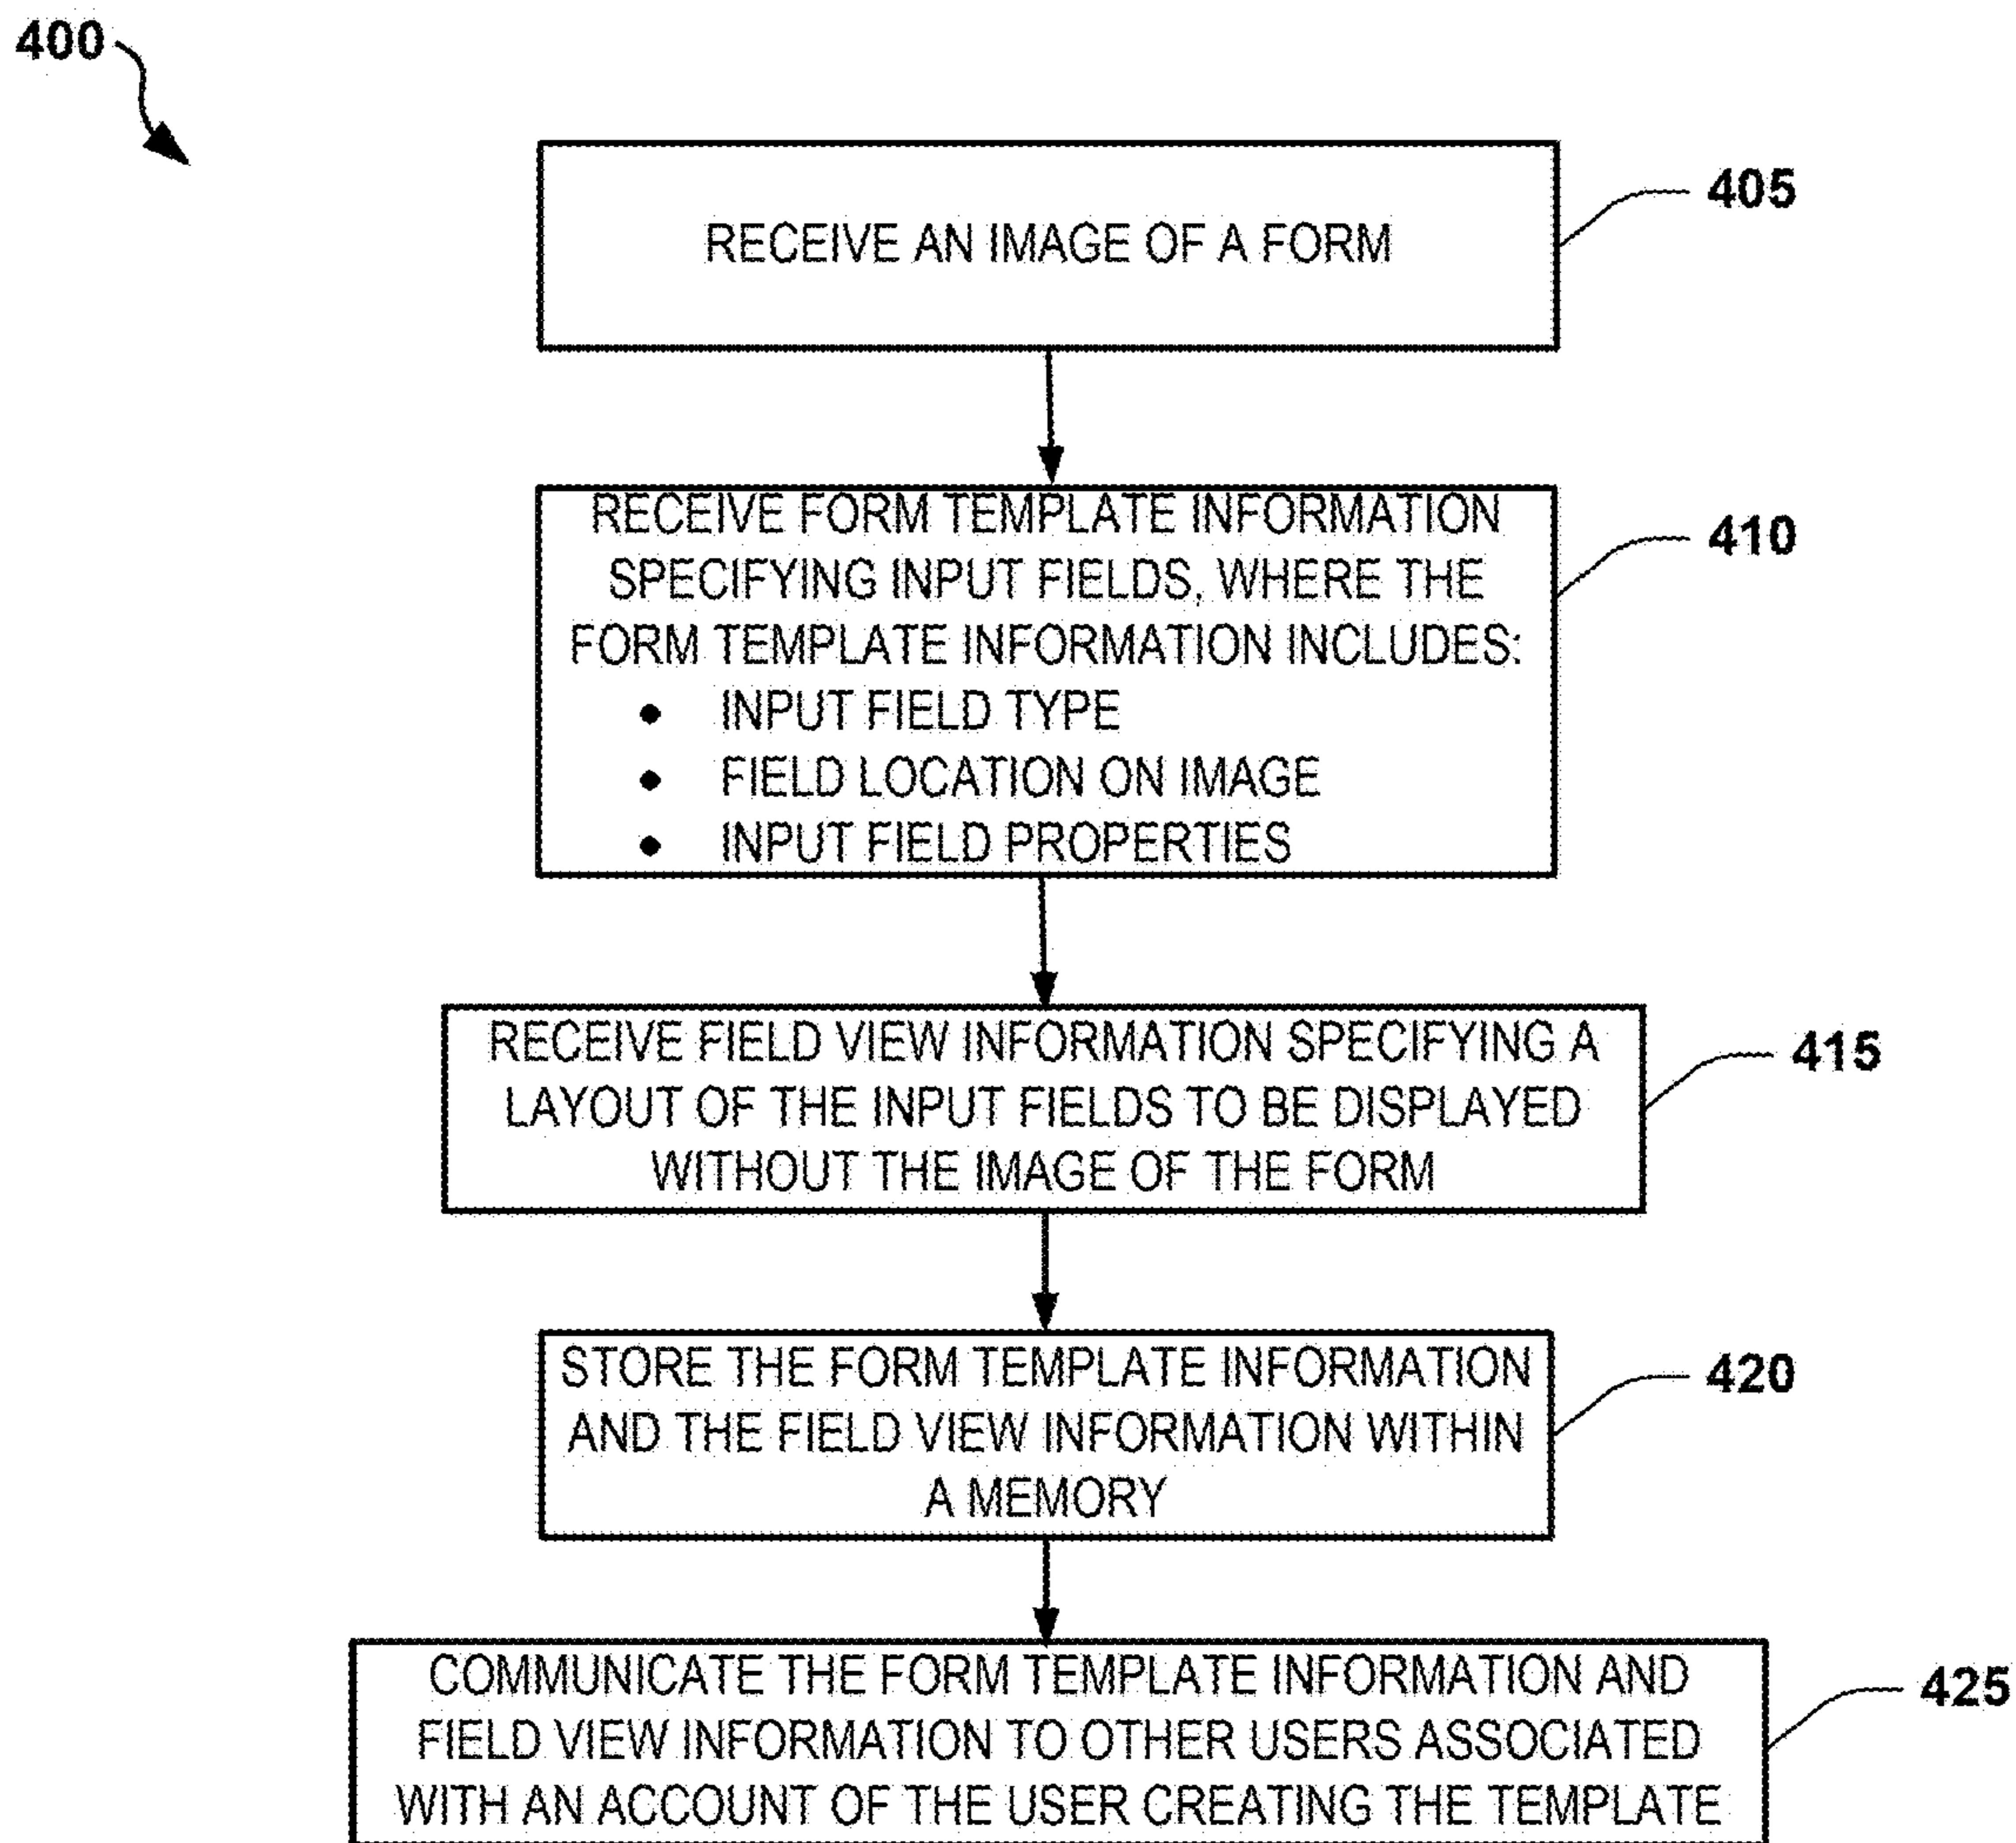 400
RECEIVE AN IMAGE OF A FORM
405
RECEIVE FORM TEMPLATE INFORMATION
SPECIFYING INPUT FIELDS, WHERE THE
FORM TEMPLATE INFORMATION INCLUDES:
• INPUT FIELD TYPE
• FIELD LOCATION ON IMAGE
• INPUT FIELD PROPERTIES
410
RECEIVE FIELD VIEW INFORMATION SPECIFYING A
LAYOUT OF THE INPUT FIELDS TO BE DISPLAYED
WITHOUT THE IMAGE OF THE FORM
415
STORE THE FORM TEMPLATE INFORMATION
AND THE FIELD VIEW INFORMATION WITHIN
A MEMORY
420
COMMUNICATE THE FORM TEMPLATE INFORMATION AND
FIELD VIEW INFORMATION TO OTHER USERS ASSOCIATED
WITH AN ACCOUNT OF THE USER CREATING THE TEMPLATE
425